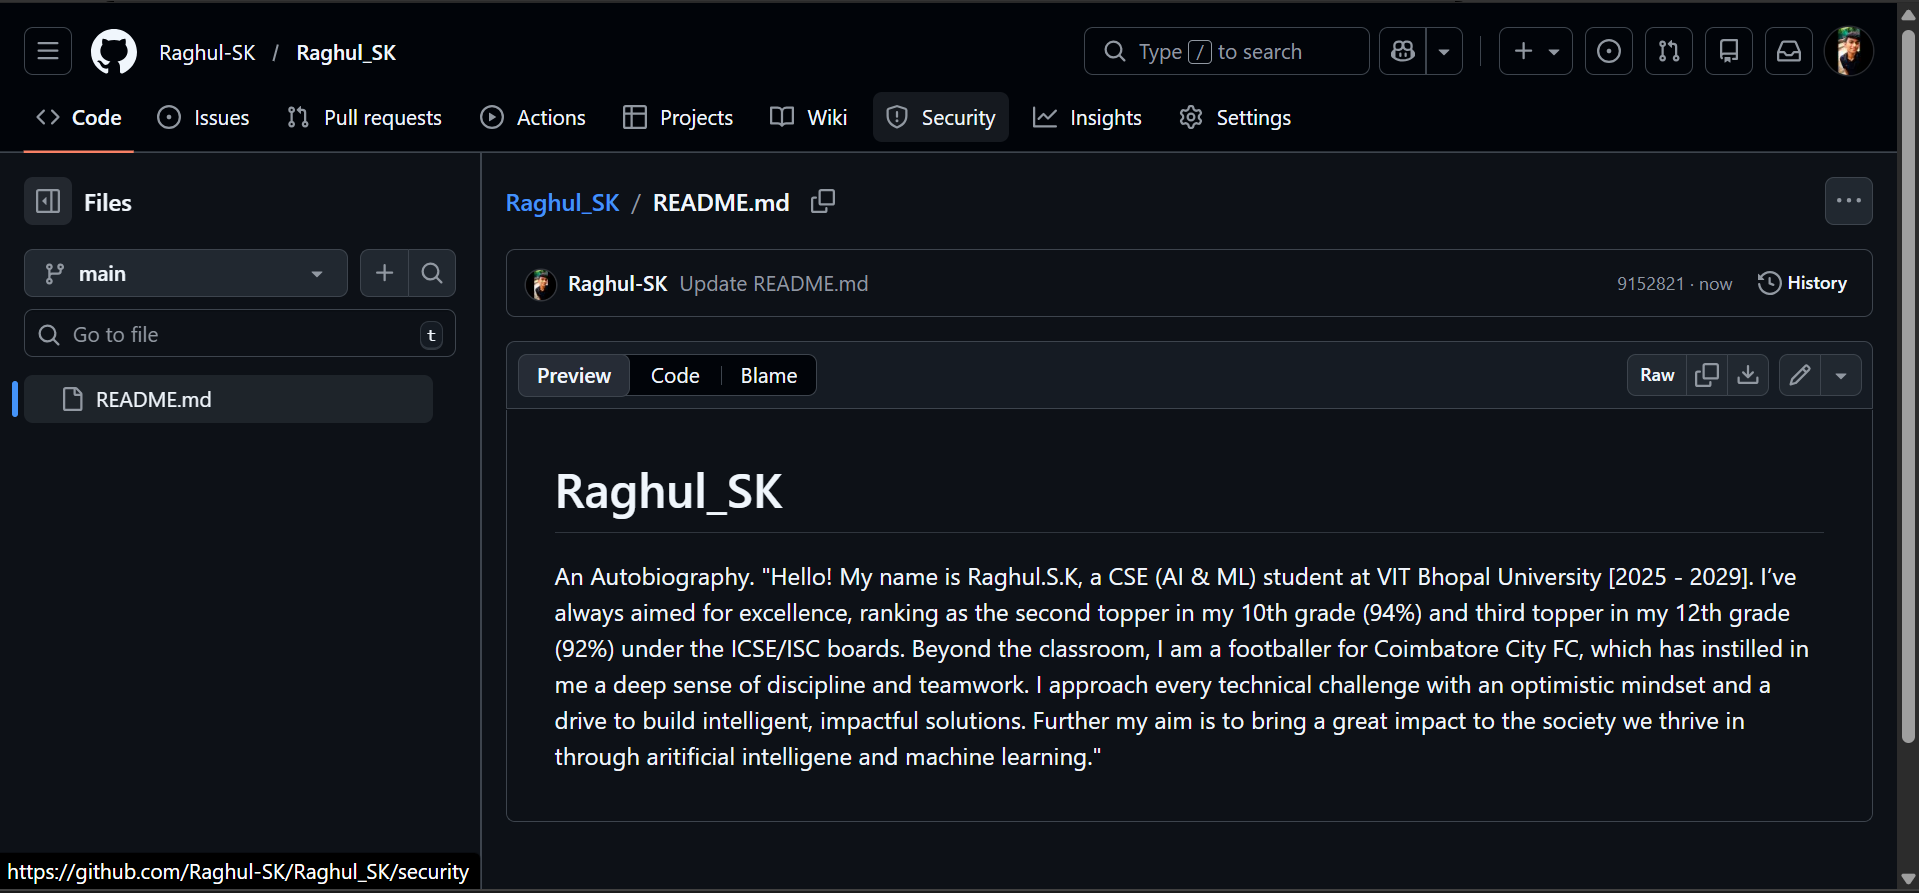 Raghul-SK / Raghul_SK
Type / to search
Code Issues Pull requests Actions Projects Wiki Security Insights Settings
Files
main
Go to file t
README.md
Raghul_SK / README.md
Raghul-SK Update README.md 9152821 · now History
Preview Code Blame Raw
Raghul_SK
An Autobiography. "Hello! My name is Raghul.S.K, a CSE (AI & ML) student at VIT Bhopal University [2025 - 2029]. I’ve
always aimed for excellence, ranking as the second topper in my 10th grade (94%) and third topper in my 12th grade
(92%) under the ICSE/ISC boards. Beyond the classroom, I am a footballer for Coimbatore City FC, which has instilled in
me a deep sense of discipline and teamwork. I approach every technical challenge with an optimistic mindset and a
drive to build intelligent, impactful solutions. Further my aim is to bring a great impact to the society we thrive in
through aritificial intelligene and machine learning."
https://github.com/Raghul-SK/Raghul_SK/security